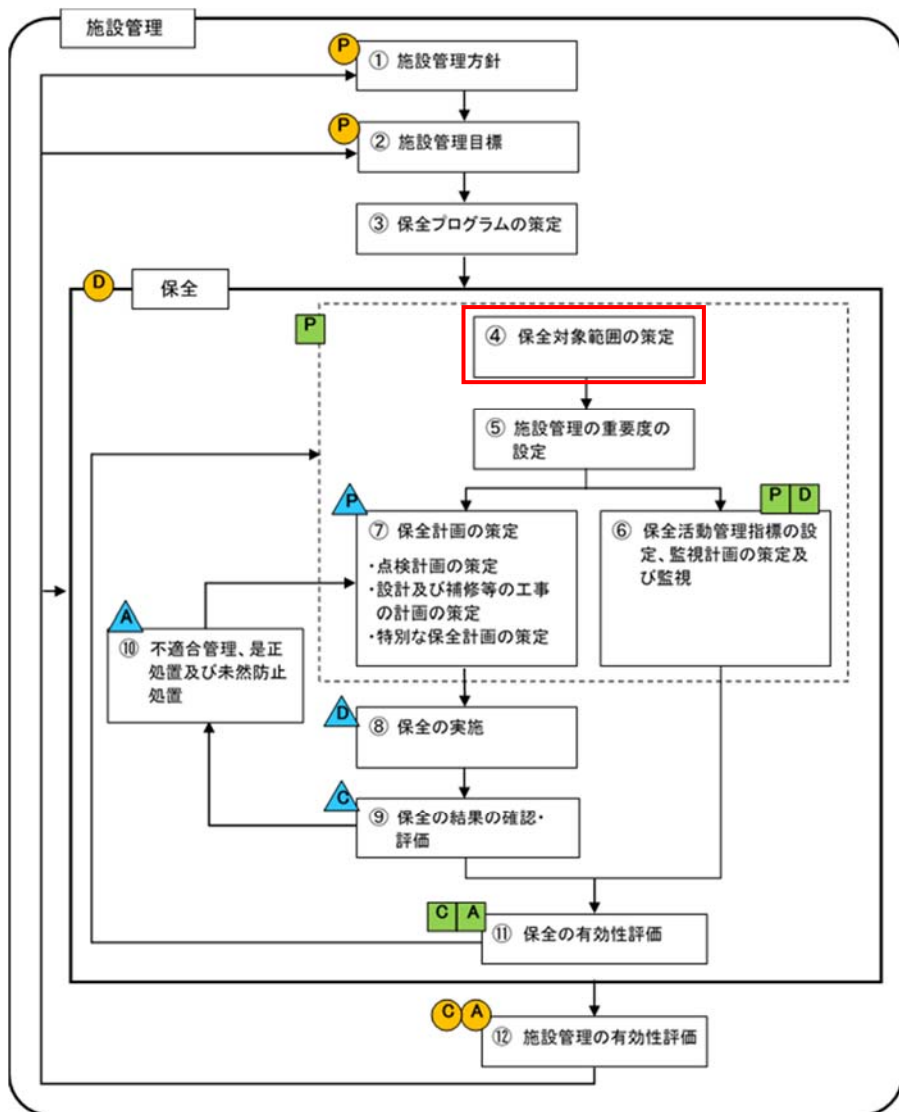 施設管理
P
① 施設管理方針
P
② 施設管理目標
③ 保全プログラムの策定
D
保全
P
④ 保全対象範囲の策定
⑤ 施設管理の重要度の
設定
P
⑦ 保全計画の策定
・点検計画の策定
・設計及び補修等の工事
の計画の策定
・特別な保全計画の策定
P D
⑥ 保全活動管理指標の設
定、監視計画の策定及
び監視
A
⑩ 不適合管理、是正
処置及び未然防止
処置
D
⑧ 保全の実施
C
⑨ 保全の結果の確認・
評価
C A
⑪ 保全の有効性評価
C A
⑫ 施設管理の有効性評価